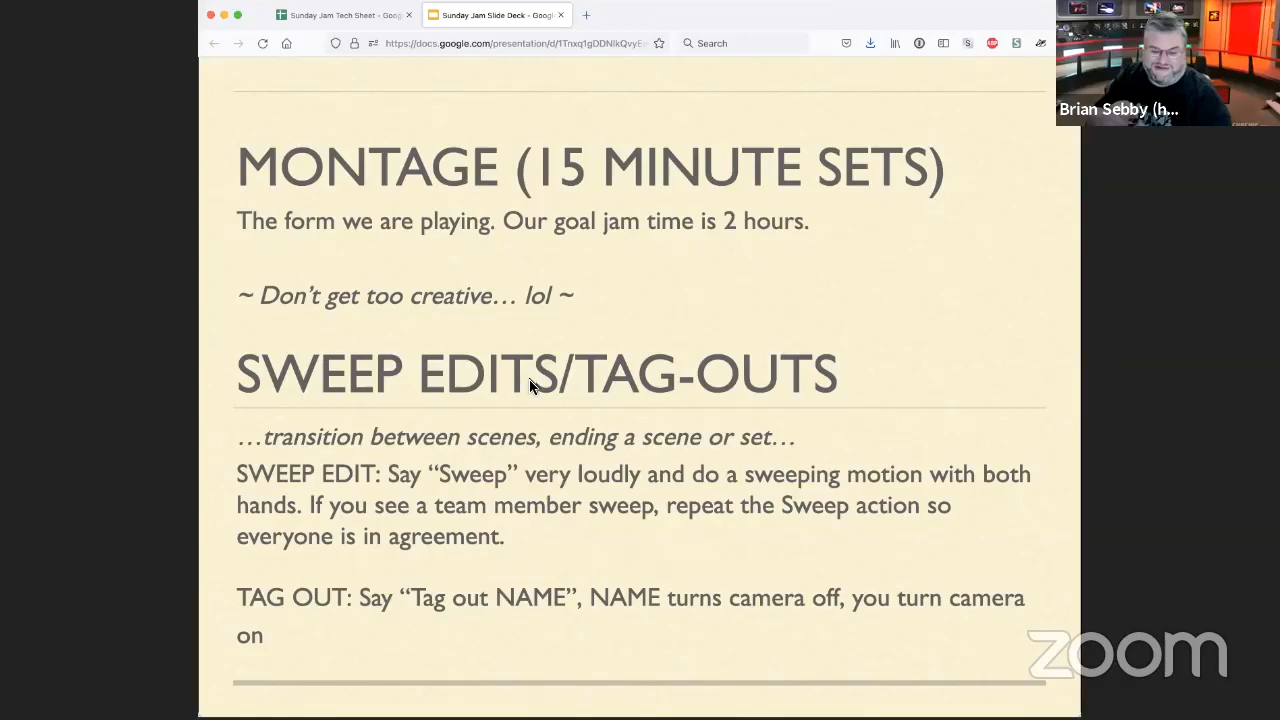 Sunday Jam Tech Sheet - Goog
Sunday Jam Slide Deck - Googl
https://docs.google.com/presentation/d/1Tnxq1gDDNlkQvyE
Search
Brian Sebby (h...
MONTAGE (15 MINUTE SETS)
The form we are playing. Our goal jam time is 2 hours.
~ Don't get too creative… lol ~
SWEEP EDITS/TAG-OUTS
…transition between scenes, ending a scene or set…
SWEEP EDIT: Say “Sweep” very loudly and do a sweeping motion with both
hands. If you see a team member sweep, repeat the Sweep action so
everyone is in agreement.
TAG OUT: Say “Tag out NAME”, NAME turns camera off, you turn camera
on
zoom